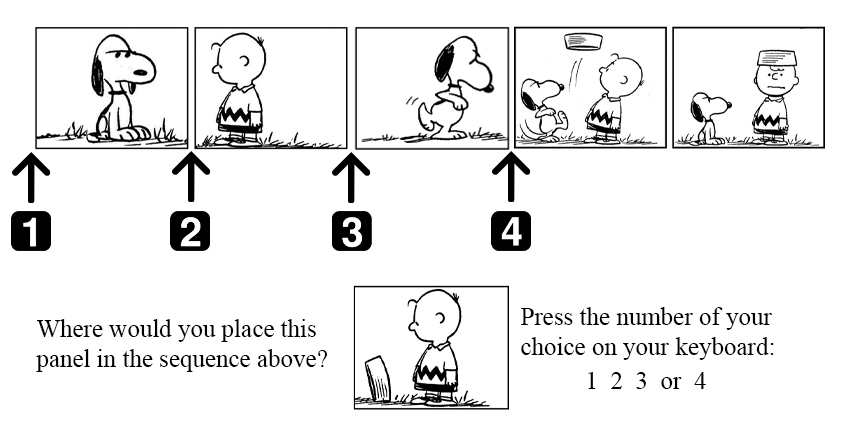 1 2 3 4
Where would you place this
panel in the sequence above?
Press the number of your
choice on your keyboard:
1 2 3 or 4